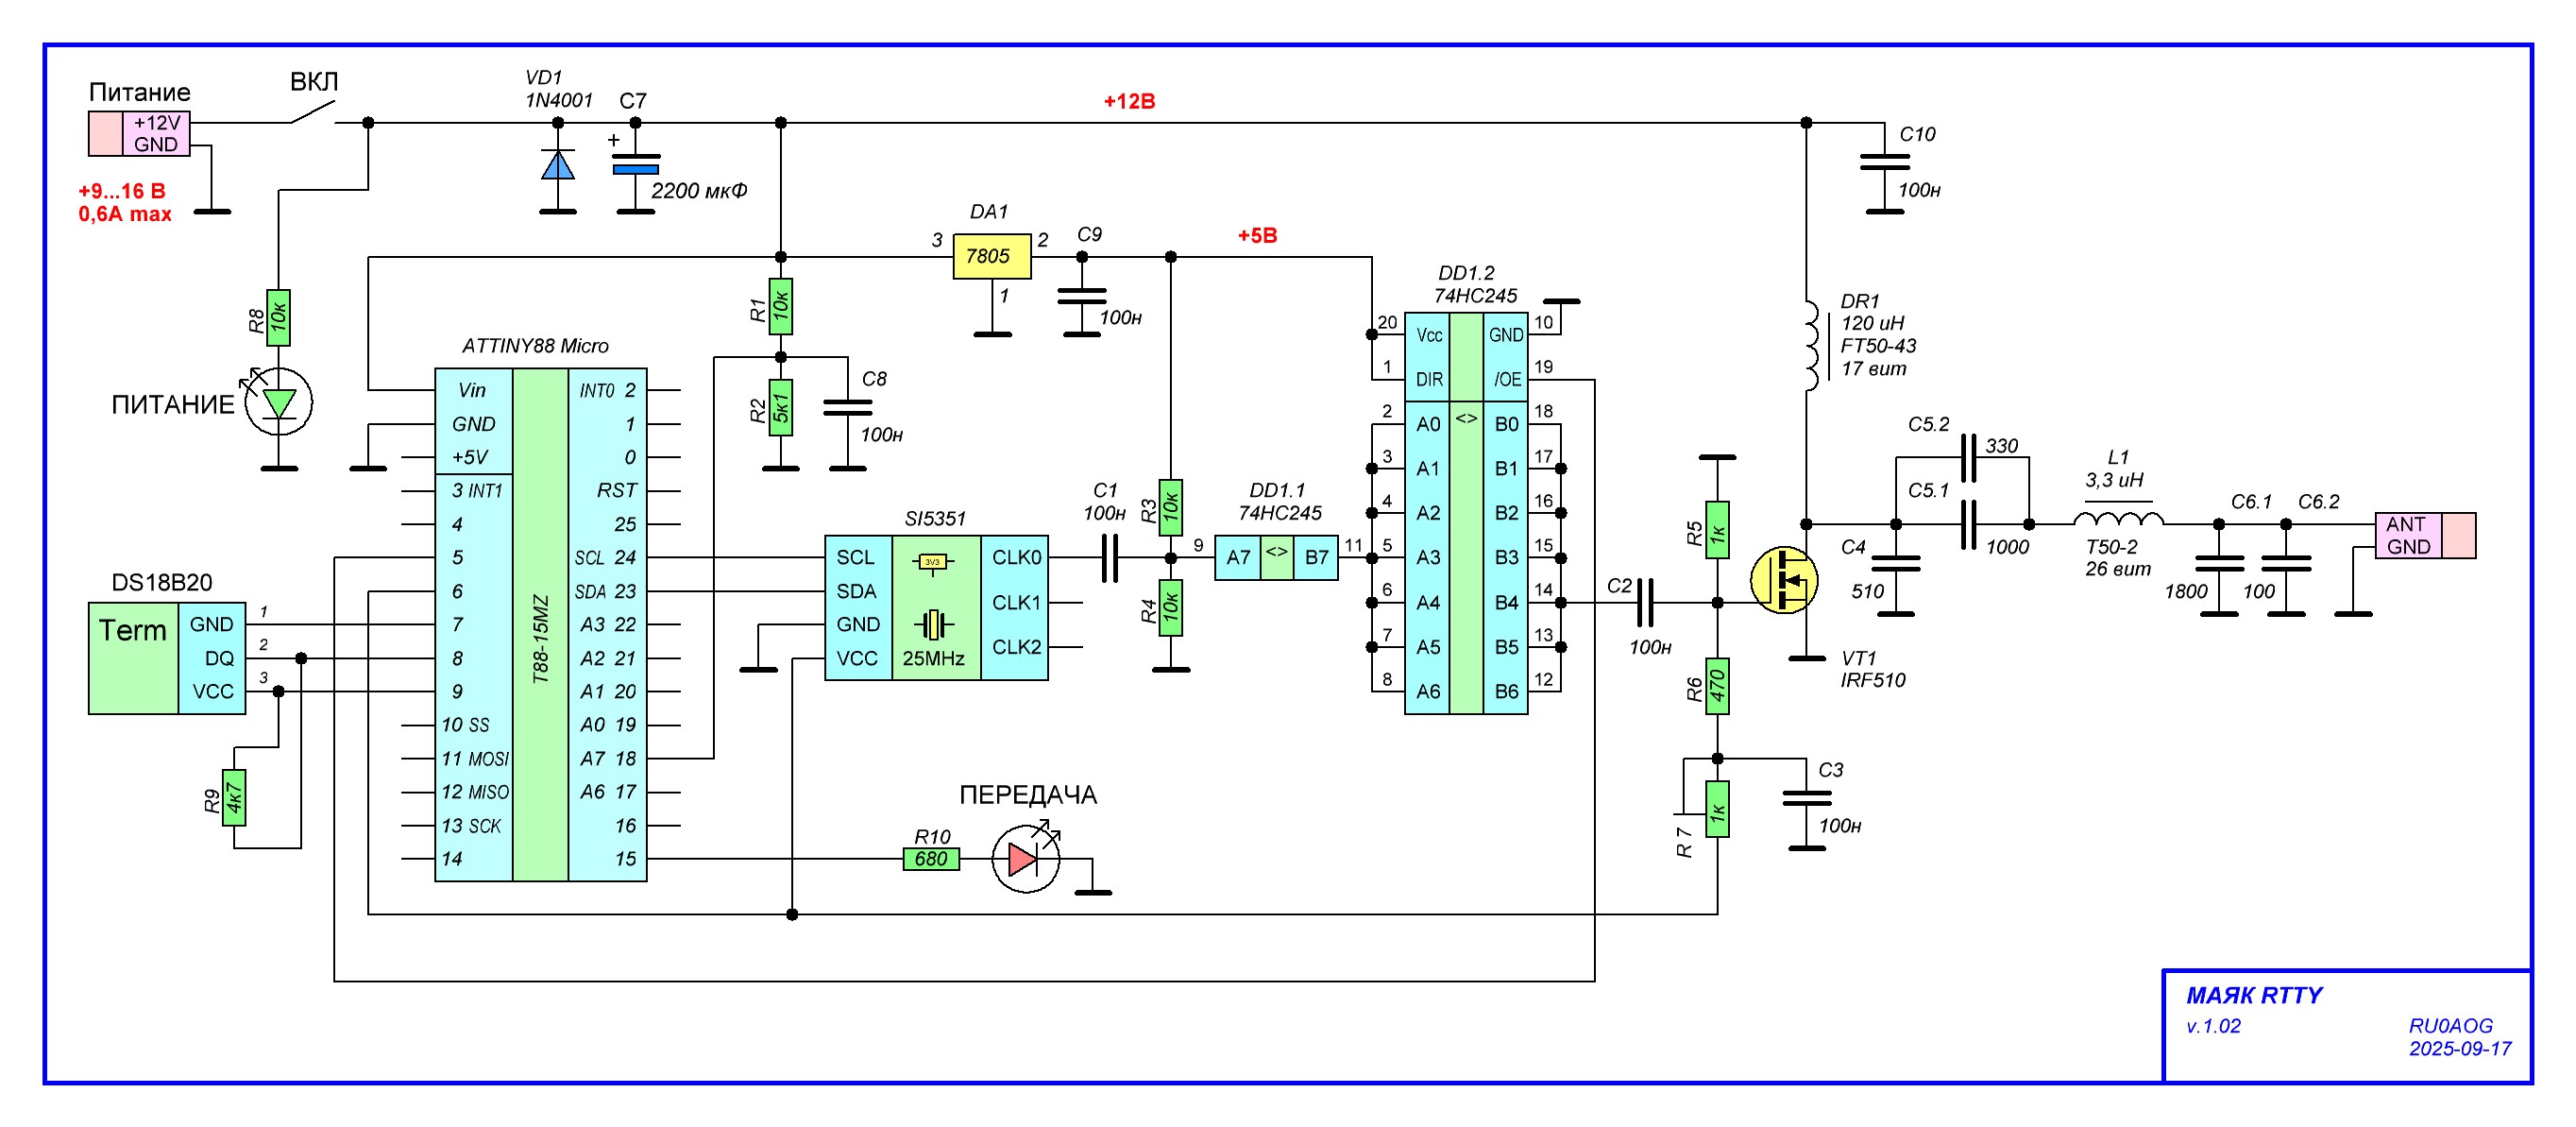 Питание
+12V
GND
+9...16 В
0,6А max
ВКЛ
VD1
1N4001
C7
+
2200 мкФ
+12В
C10
100н
DA1
3
7805
2
1
C9
100н
+5В
R8
10к
ПИТАНИЕ
R1
10к
R2
5к1
C8
100н
ATTINY88 Micro
T88-15MZ
Vin
GND
+5V
3 INT1
4
5
6
7
8
9
10 SS
11 MOSI
12 MISO
13 SCK
14
INT0 2
1
0
RST
25
SCL 24
SDA 23
A3 22
A2 21
A1 20
A0 19
A7 18
A6 17
16
15
DS18B20
Term
GND 1
DQ 2
VCC 3
R9
4к7
SI5351
SCL
SDA
GND
VCC
3V3
25MHz
CLK0
CLK1
CLK2
C1
100н
R3
10к
R4
10к
DD1.1
74HC245
9
A7
<>
B7
11
DD1.2
74HC245
20 Vcc
1 DIR
2 A0
3 A1
4 A2
5 A3
6 A4
7 A5
8 A6
<>
GND 10
/OE 19
B0 18
B1 17
B2 16
B3 15
B4 14
B5 13
B6 12
ПЕРЕДАЧА
R10
680
C2
100н
R5
1к
R6
470
R 7
1к
C3
100н
DR1
120 uH
FT50-43
17 вит
VT1
IRF510
C4
510
C5.2
330
C5.1
1000
L1
3,3 uH
T50-2
26 вит
C6.1
1800
C6.2
100
ANT
GND
МАЯК RTTY
v.1.02
RU0AOG
2025-09-17